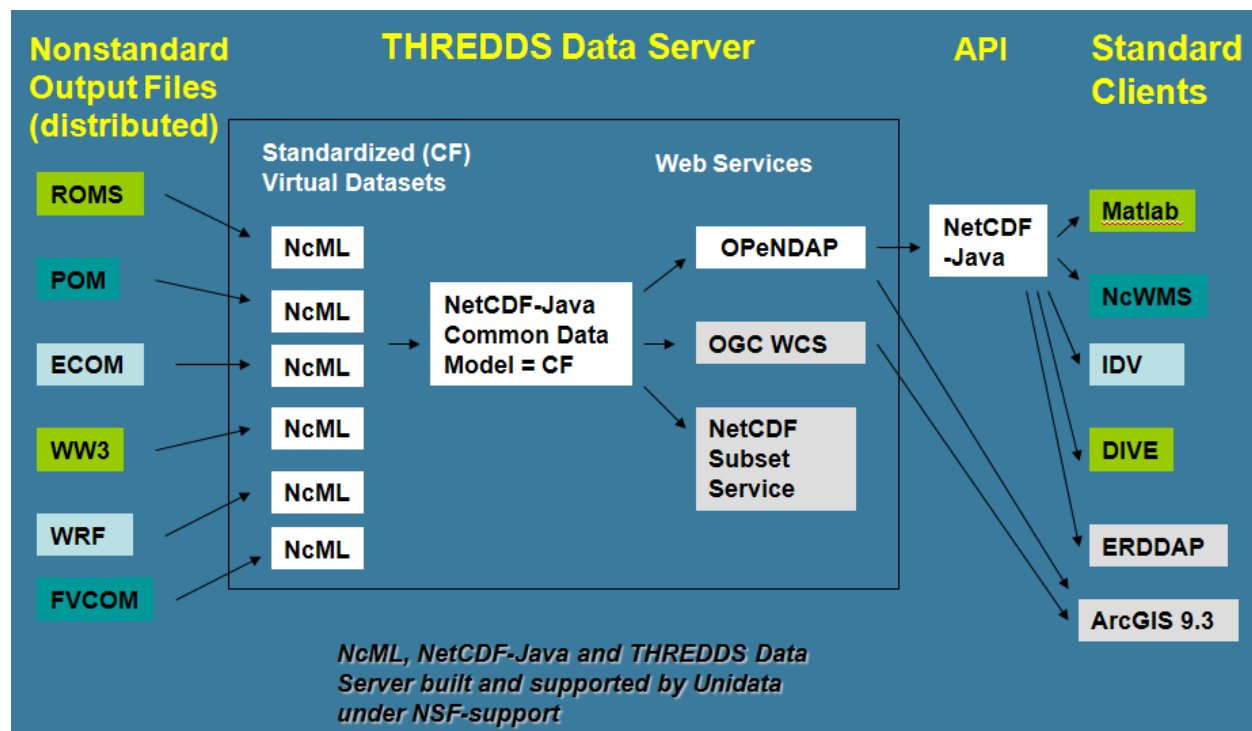 Nonstandard
Output Files
(distributed)
THREDDS Data Server
API
Standard
Clients
Standardized (CF)
Virtual Datasets
Web Services
ROMS
POM
ECOM
WW3
WRF
FVCOM
NcML
NcML
NcML
NcML
NcML
NcML
NetCDF-Java
Common Data
Model = CF
OPeNDAP
OGC WCS
NetCDF
Subset
Service
NetCDF
-Java
Matlab
NcWMS
IDV
DIVE
ERDDAP
ArcGIS 9.3
NcML, NetCDF-Java and THREDDS Data
Server built and supported by Unidata
under NSF-support